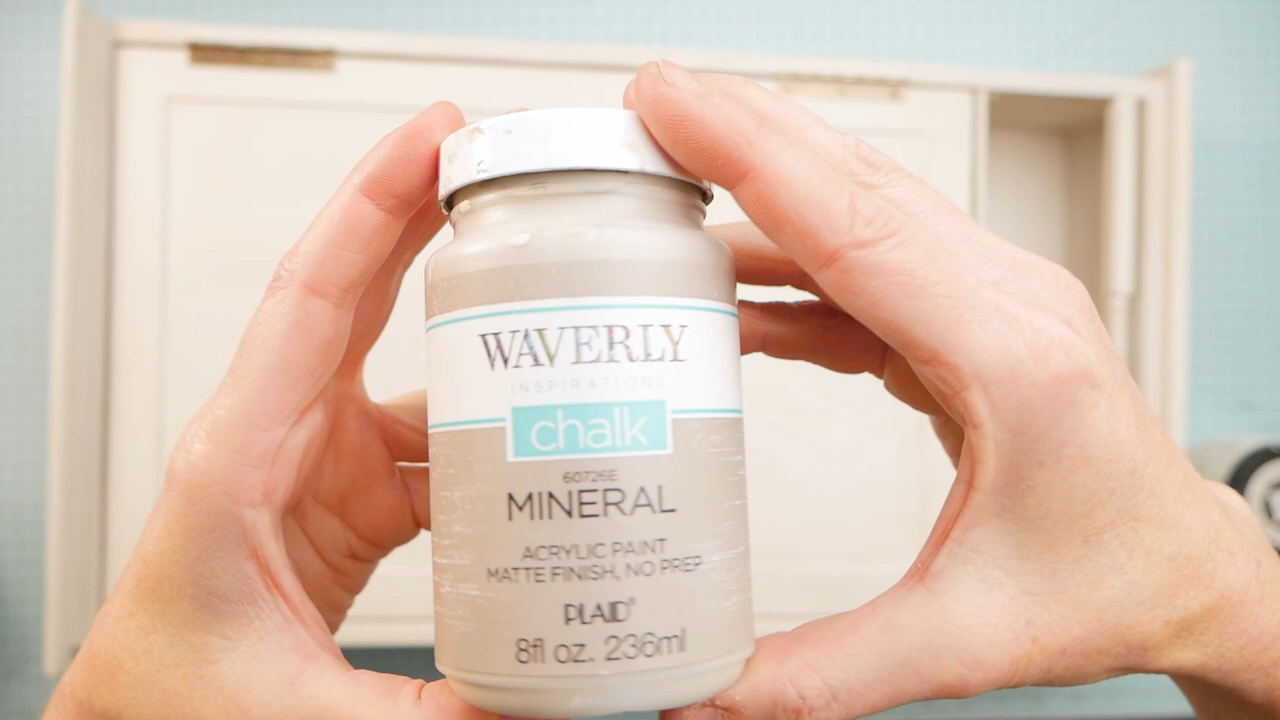 WAVERLY
INSPIRATIONS
chalk
60726E
MINERAL
ACRYLIC PAINT
MATTE FINISH, NO PREP
PLAID®
8fl oz. 236ml